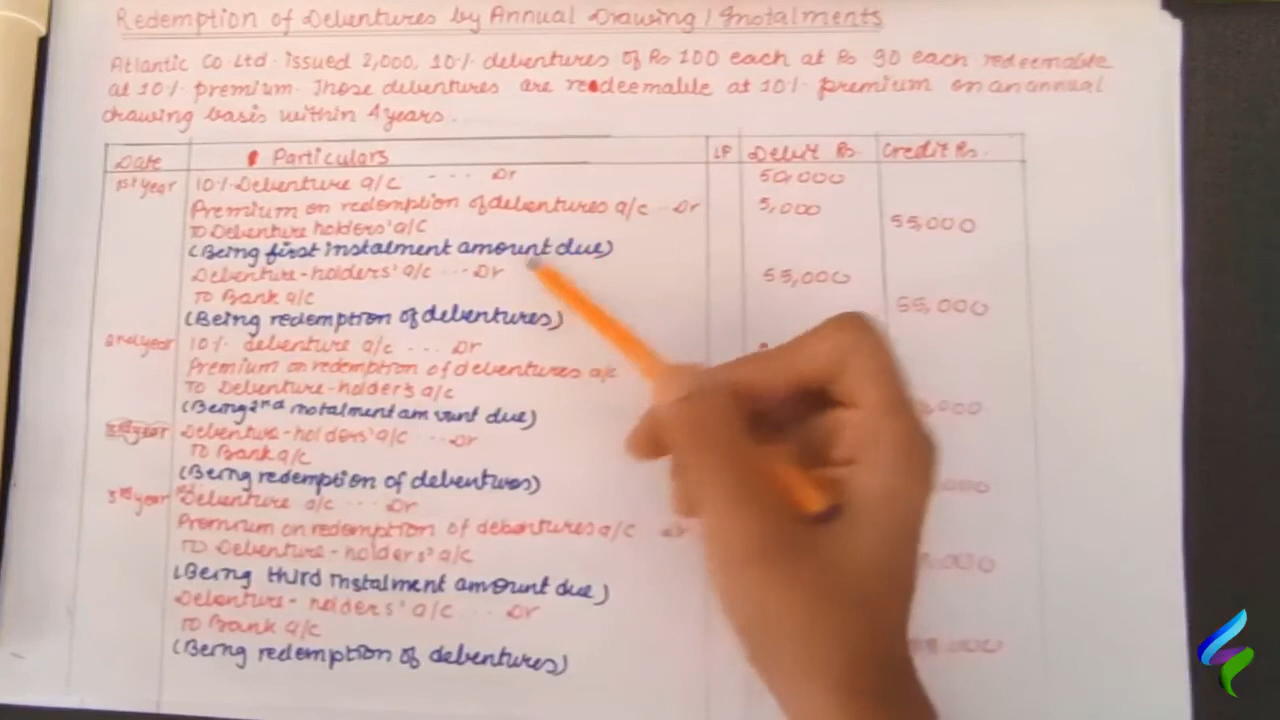 Redemption of Debentures by Annual Drawing / Instalments
Atlantic Co Ltd. issued 2,000, 10% debentures of Rs 100 each at Rs 90 each redeemable
at 10% premium. Those debentures are redeemable at 10% premium on an annual
drawing basis within 4 years.
Date Particulars LF Debit Rs. Credit Rs.
1st year 10% Debenture a/c --- Dr 50,000
Premium on redemption of debentures a/c -- Dr 5,000
To Debenture holders' a/c 55,000
(Being first instalment amount due)
Debenture-holders' a/c --- Dr 55,000
To Bank a/c 55,000
(Being redemption of debentures)
2nd year 10% debenture a/c --- Dr
Premium on redemption of debentures a/c
To Debenture-holder's a/c
(Being 2nd instalment amount due)
year Debenture-holders' a/c -- Dr
To Bank a/c
(Being redemption of debentures)
3rd year Debenture a/c --- Dr
Premium on redemption of debentures a/c Dr
To Debenture-holders' a/c
(Being third instalment amount due)
Debenture-holders' a/c -- Dr
To Bank a/c
(Being redemption of debentures)